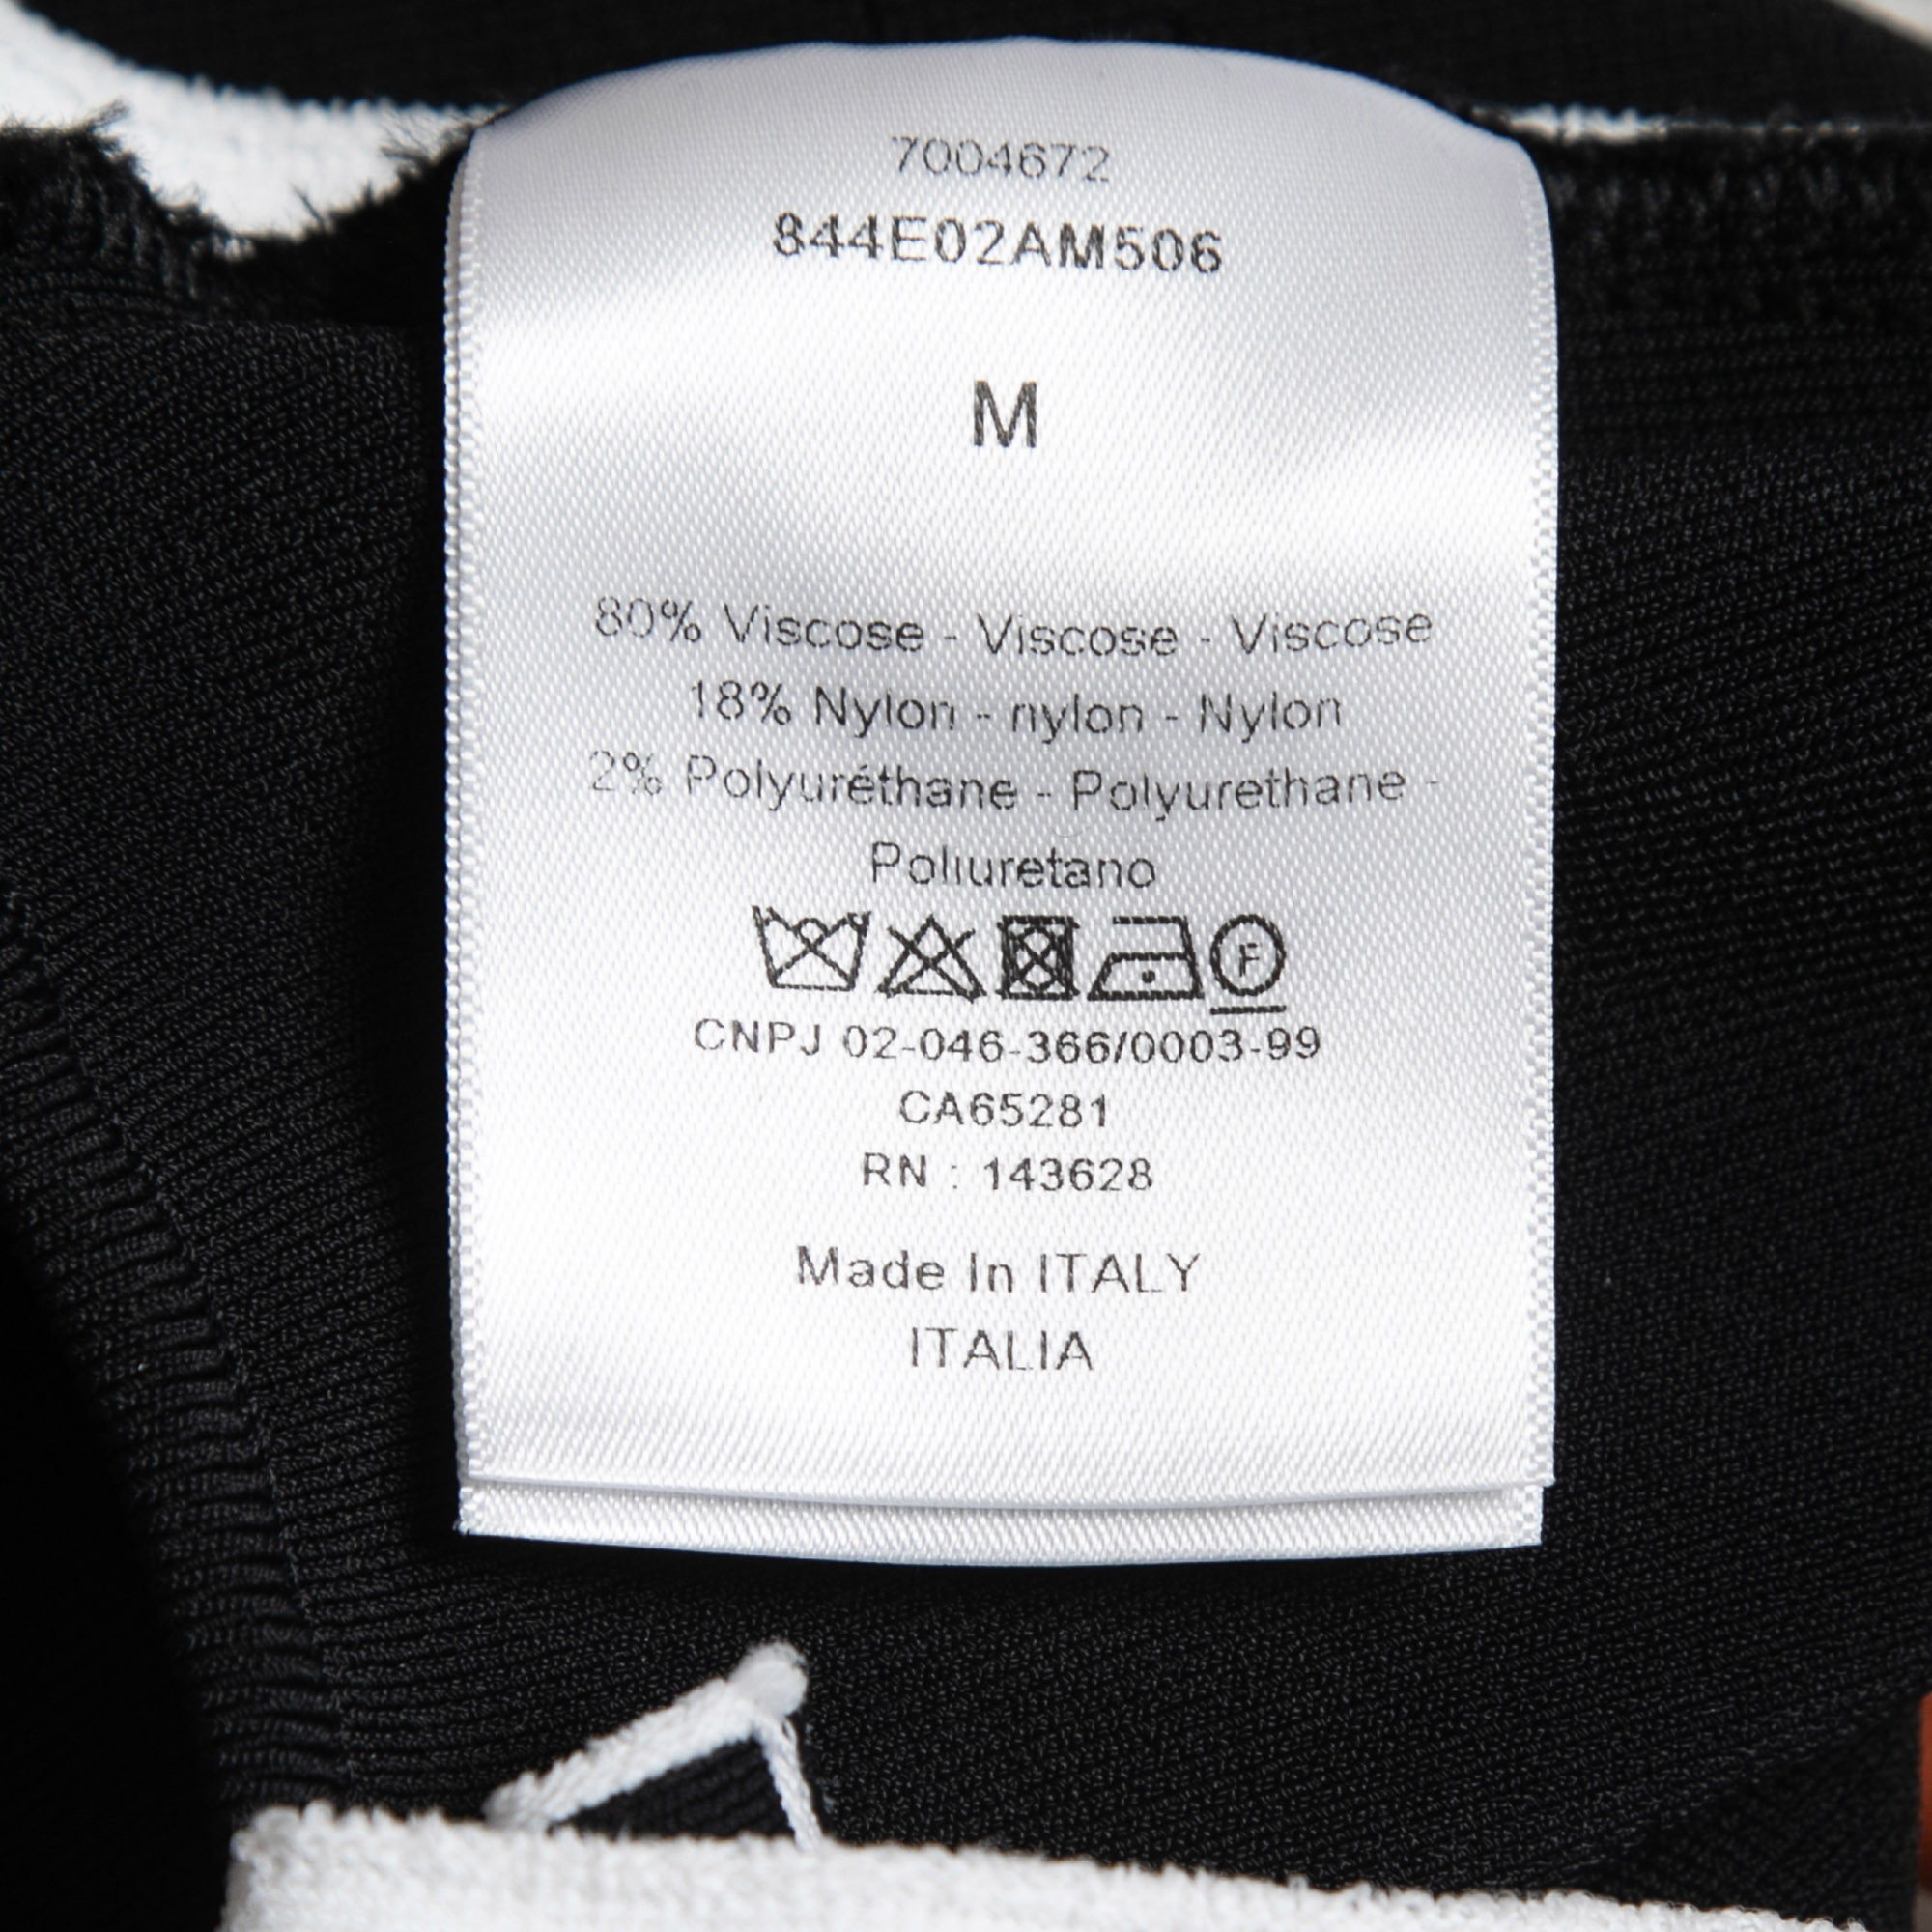 7004672
844E02AM506
M
80% Viscose - Viscose - Viscose
18% Nylon - nylon - Nylon
2% Polyuréthane - Polyurethane -
Poliuretano
F
CNPJ 02-046-366/0003-99
CA65281
RN : 143628
Made In ITALY
ITALIA